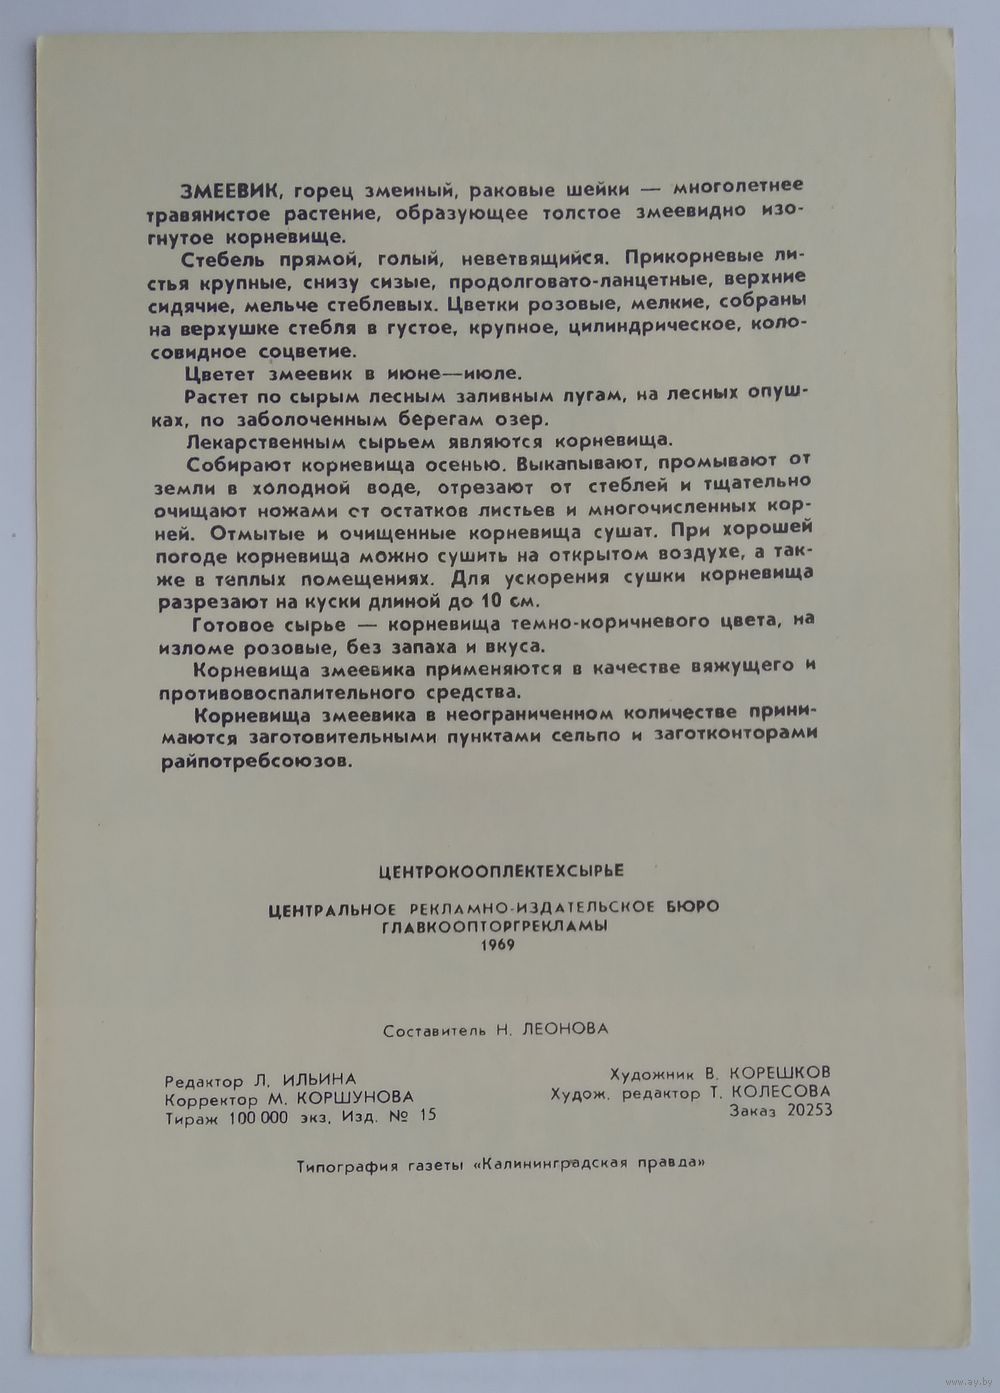 ЗМЕЕВИК, горец змеиный, раковые шейки — многолетнее
травянистое растение, образующее толстое змеевидно изо-
гнутое корневище.
Стебель прямой, голый, неветвящийся. Прикорневые ли-
стья крупные, снизу сизые, продолговато-ланцетные, верхние
сидячие, мельче стеблевых. Цветки розовые, мелкие, собраны
на верхушке стебля в густое, крупное, цилиндрическое, коло-
совидное соцветие.
Цветет змеевик в июне—июле.
Растет по сырым лесным заливным лугам, на лесных опуш-
ках, по заболоченным берегам озер.
Лекарственным сырьем являются корневища.
Собирают корневища осенью. Выкапывают, промывают от
земли в холодной воде, отрезают от стеблей и тщательно
очищают ножами от остатков листьев и многочисленных кор-
ней. Отмытые и очищенные корневища сушат. При хорошей
погоде корневища можно сушить на открытом воздухе, а так-
же в теплых помещениях. Для ускорения сушки корневища
разрезают на куски длиной до 10 см.
Готовое сырье — корневища темно-коричневого цвета, на
изломе розовые, без запаха и вкуса.
Корневища змеевика применяются в качестве вяжущего и
противовоспалительного средства.
Корневища змеевика в неограниченном количестве прини-
маются заготовительными пунктами сельпо и заготконторами
райпотребсоюзов.
ЦЕНТРОКООПЛЕКТЕХСЫРЬЕ
ЦЕНТРАЛЬНОЕ РЕКЛАМНО-ИЗДАТЕЛЬСКОЕ БЮРО
ГЛАВКООПТОРГРЕКЛАМЫ
1969
Составитель Н. ЛЕОНОВА
Редактор Л. ИЛЬИНА
Корректор М. КОРШУНОВА
Тираж 100 000 экз. Изд. № 15
Художник В. КОРЕШКОВ
Худож. редактор Т. КОЛЕСОВА
Заказ 20253
Типография газеты «Калининградская правда»
www.ay.by